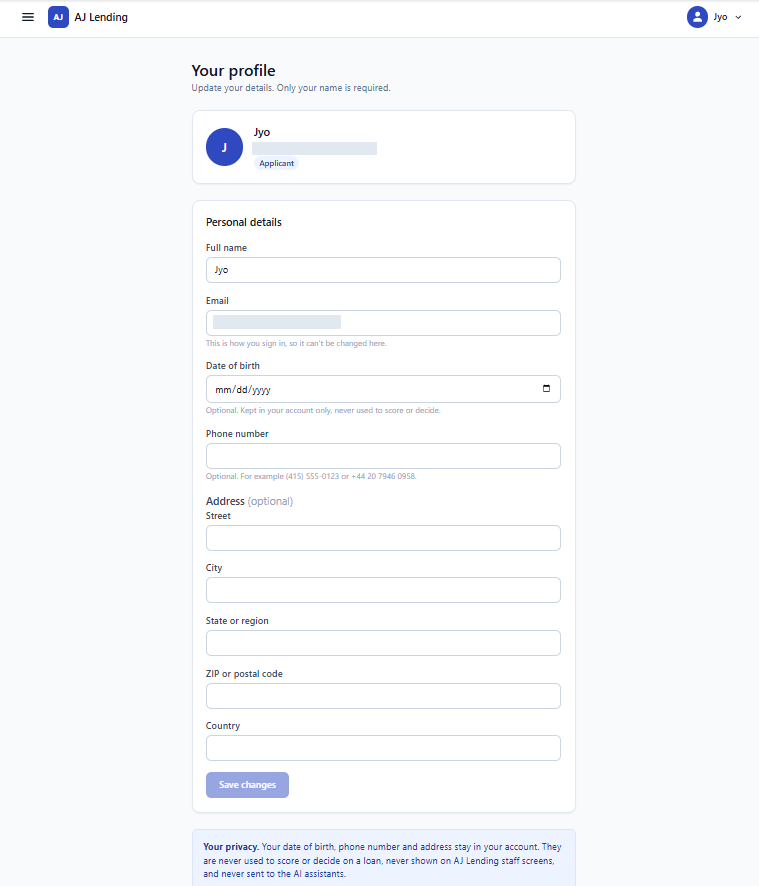 AJ AJ Lending
Jyo
Your profile
Update your details. Only your name is required.
J
Jyo
Applicant
Personal details
Full name
Jyo
Email
This is how you sign in, so it can't be changed here.
Date of birth
mm/dd/yyyy
Optional. Kept in your account only, never used to score or decide.
Phone number
Optional. For example (415) 555-0123 or +44 20 7946 0958.
Address (optional)
Street
City
State or region
ZIP or postal code
Country
Save changes
Your privacy. Your date of birth, phone number and address stay in your account. They
are never used to score or decide on a loan, never shown on AJ Lending staff screens,
and never sent to the AI assistants.